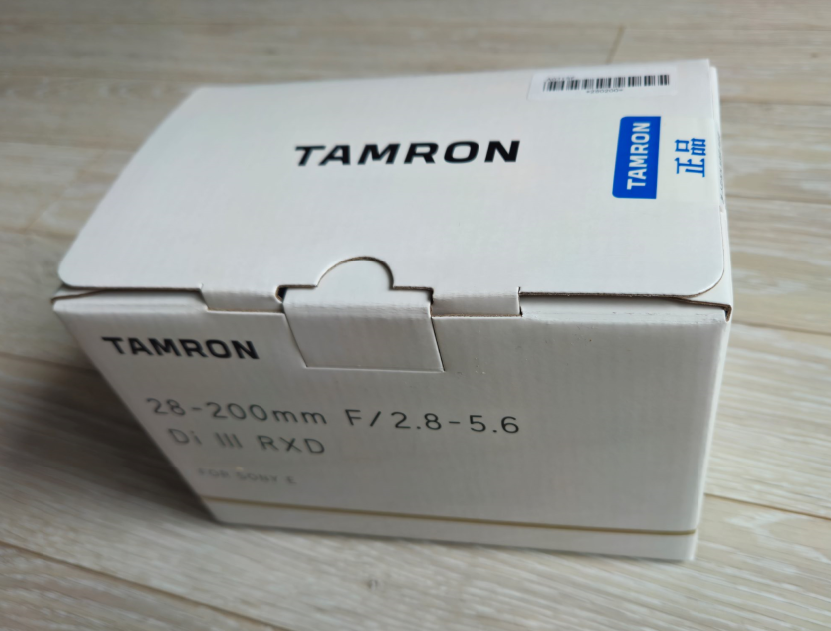 TAMRON
TAMRON
正品
TAMRON
28-200mm F/2.8-5.6
Di III RXD
FOR SONY E